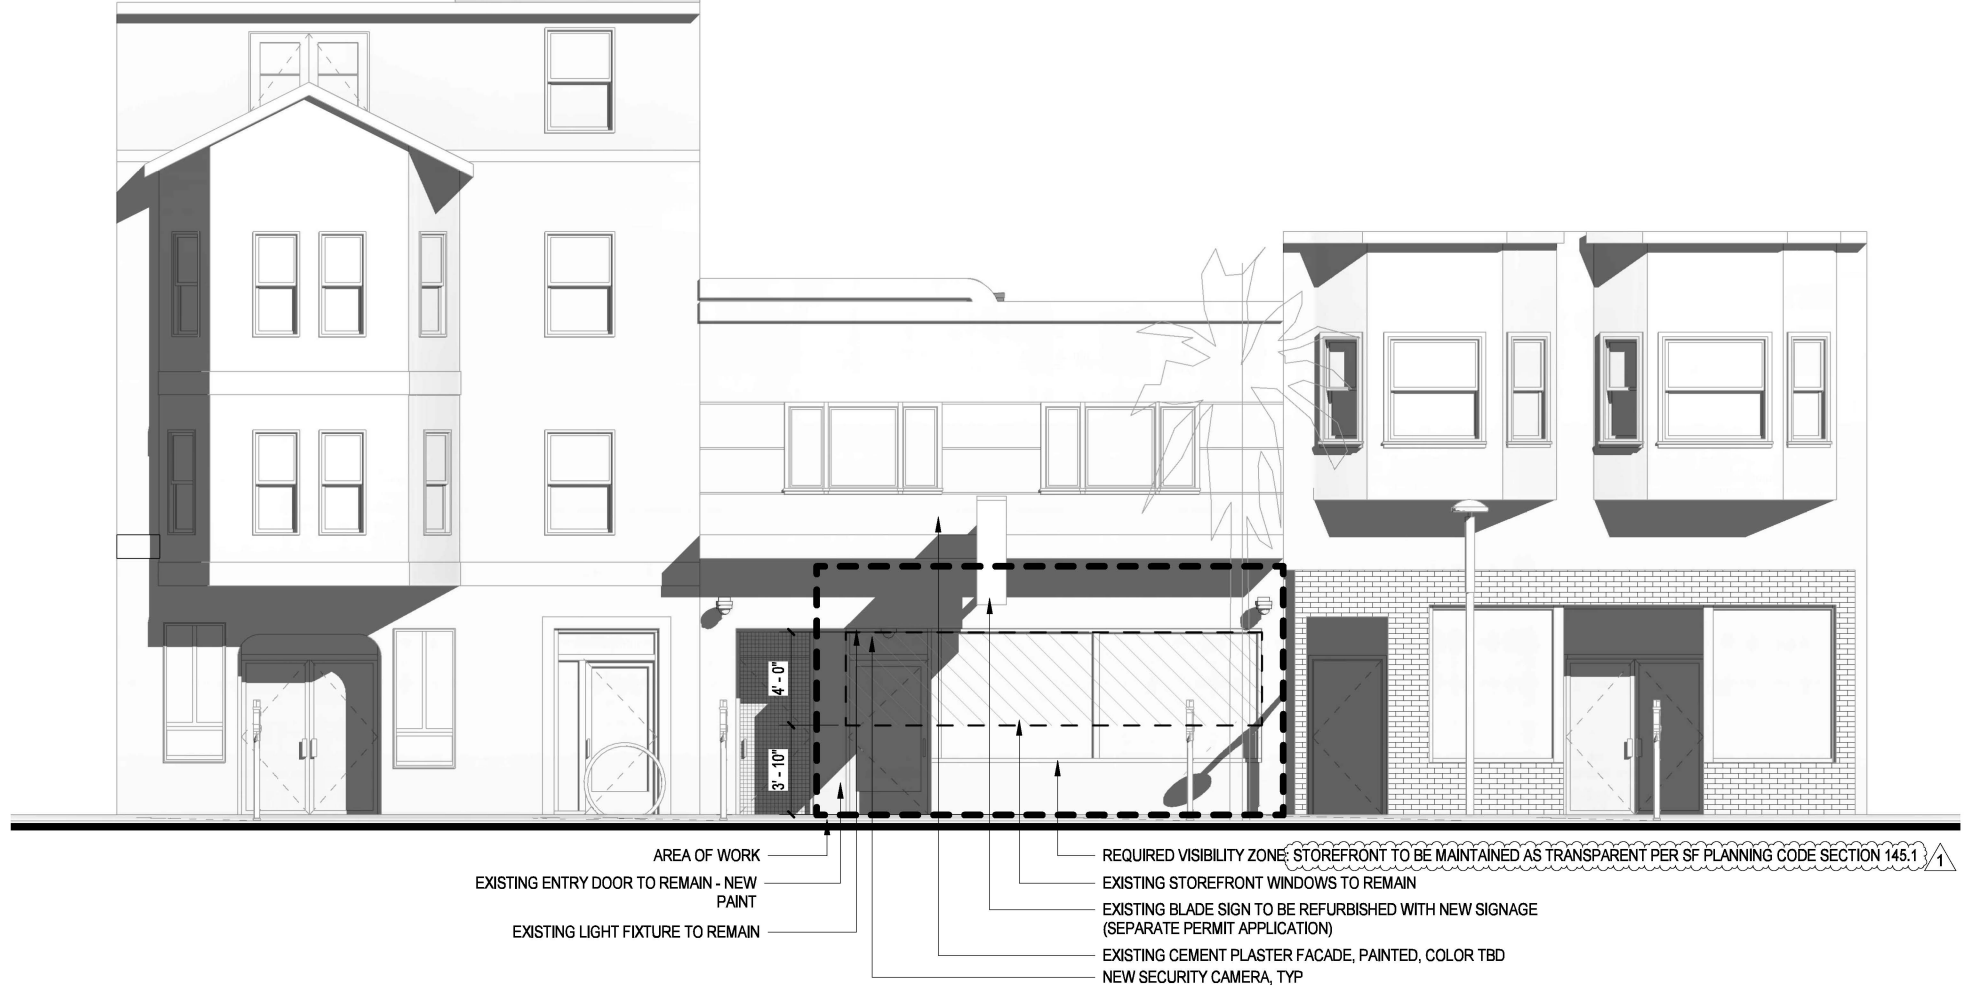 4' - 0"
3' - 10"
AREA OF WORK
EXISTING ENTRY DOOR TO REMAIN - NEW
PAINT
EXISTING LIGHT FIXTURE TO REMAIN
REQUIRED VISIBILITY ZONE: STOREFRONT TO BE MAINTAINED AS TRANSPARENT PER SF PLANNING CODE SECTION 145.1
1
EXISTING STOREFRONT WINDOWS TO REMAIN
EXISTING BLADE SIGN TO BE REFURBISHED WITH NEW SIGNAGE
(SEPARATE PERMIT APPLICATION)
EXISTING CEMENT PLASTER FACADE, PAINTED, COLOR TBD
NEW SECURITY CAMERA, TYP